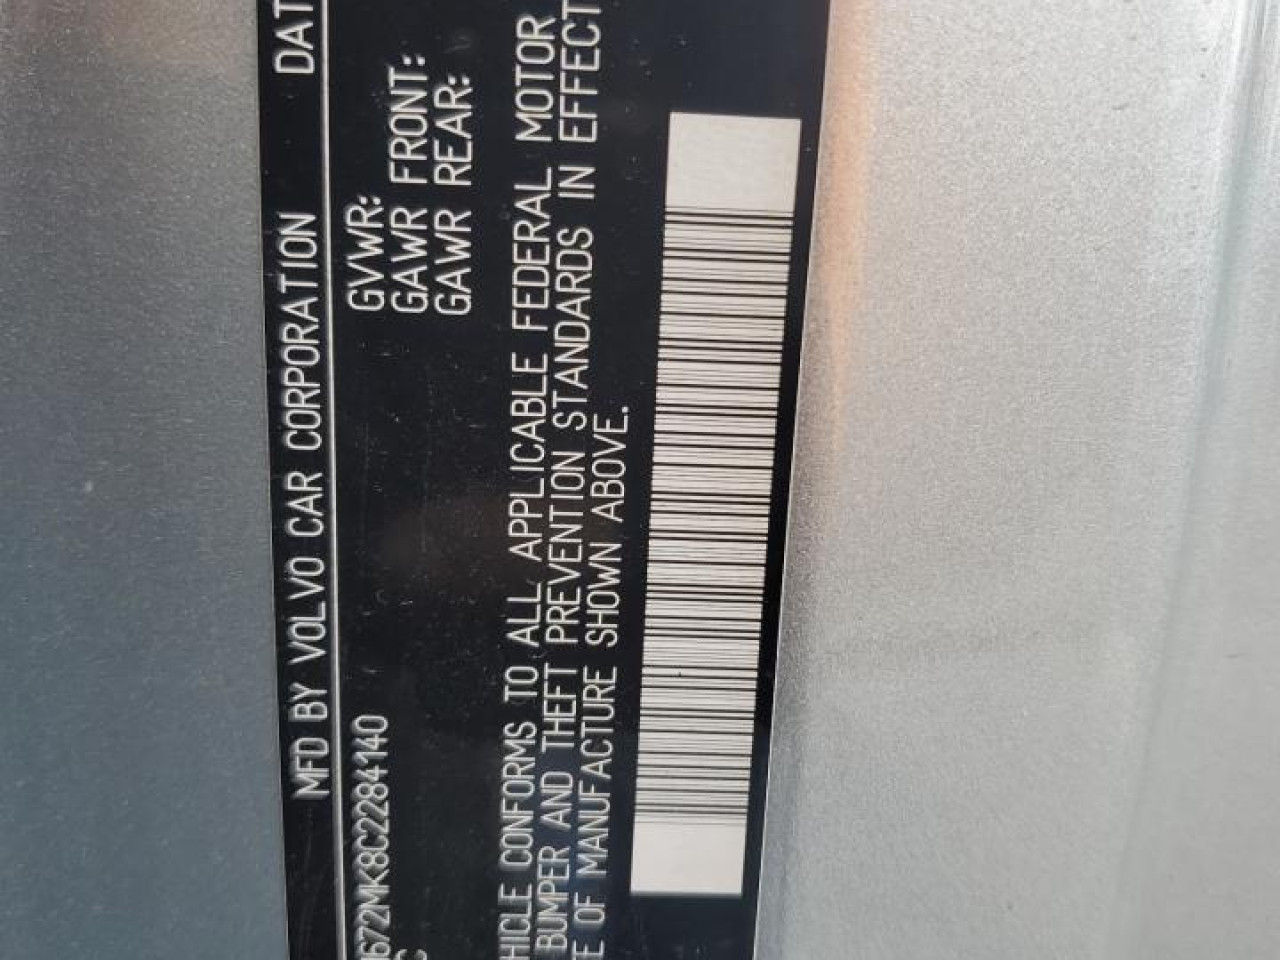 MFD BY VOLVO CAR CORPORATION DAT
672MK8C2284140 GVWR:
GAWR FRONT:
GAWR REAR:
HICLE CONFORMS TO ALL APPLICABLE FEDERAL MOTOR
BUMPER AND THEFT PREVENTION STANDARDS IN EFFECT
E OF MANUFACTURE SHOWN ABOVE.